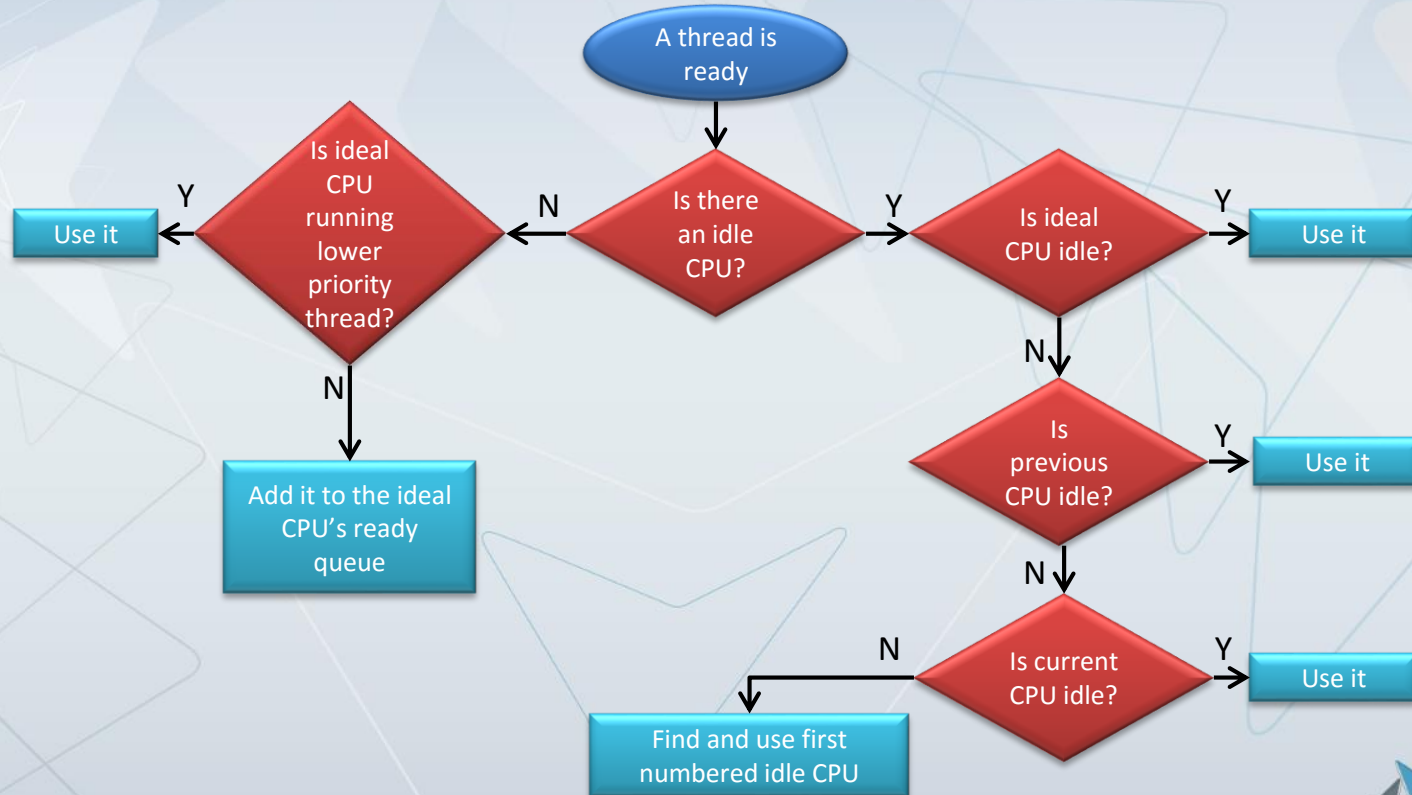 A thread is
ready
Is ideal
CPU
running
lower
priority
thread?
Y
Use it
N
Add it to the ideal
CPU’s ready
queue
N
Is there
an idle
CPU?
Y
Is ideal
CPU idle?
Y
Use it
N
Is
previous
CPU idle?
Y
Use it
N
Is current
CPU idle?
Y
Use it
N
Find and use first
numbered idle CPU